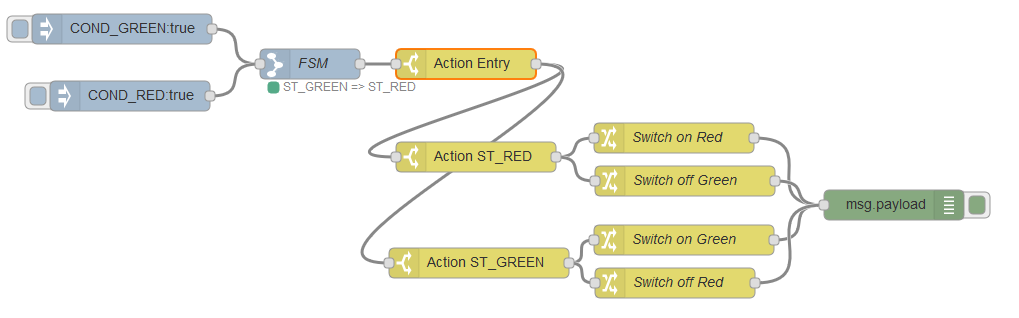 COND_GREEN:true
FSM
Action Entry
ST_GREEN => ST_RED
COND_RED:true
Switch on Red
Action ST_RED
Switch off Green
msg.payload
Switch on Green
Action ST_GREEN
Switch off Red